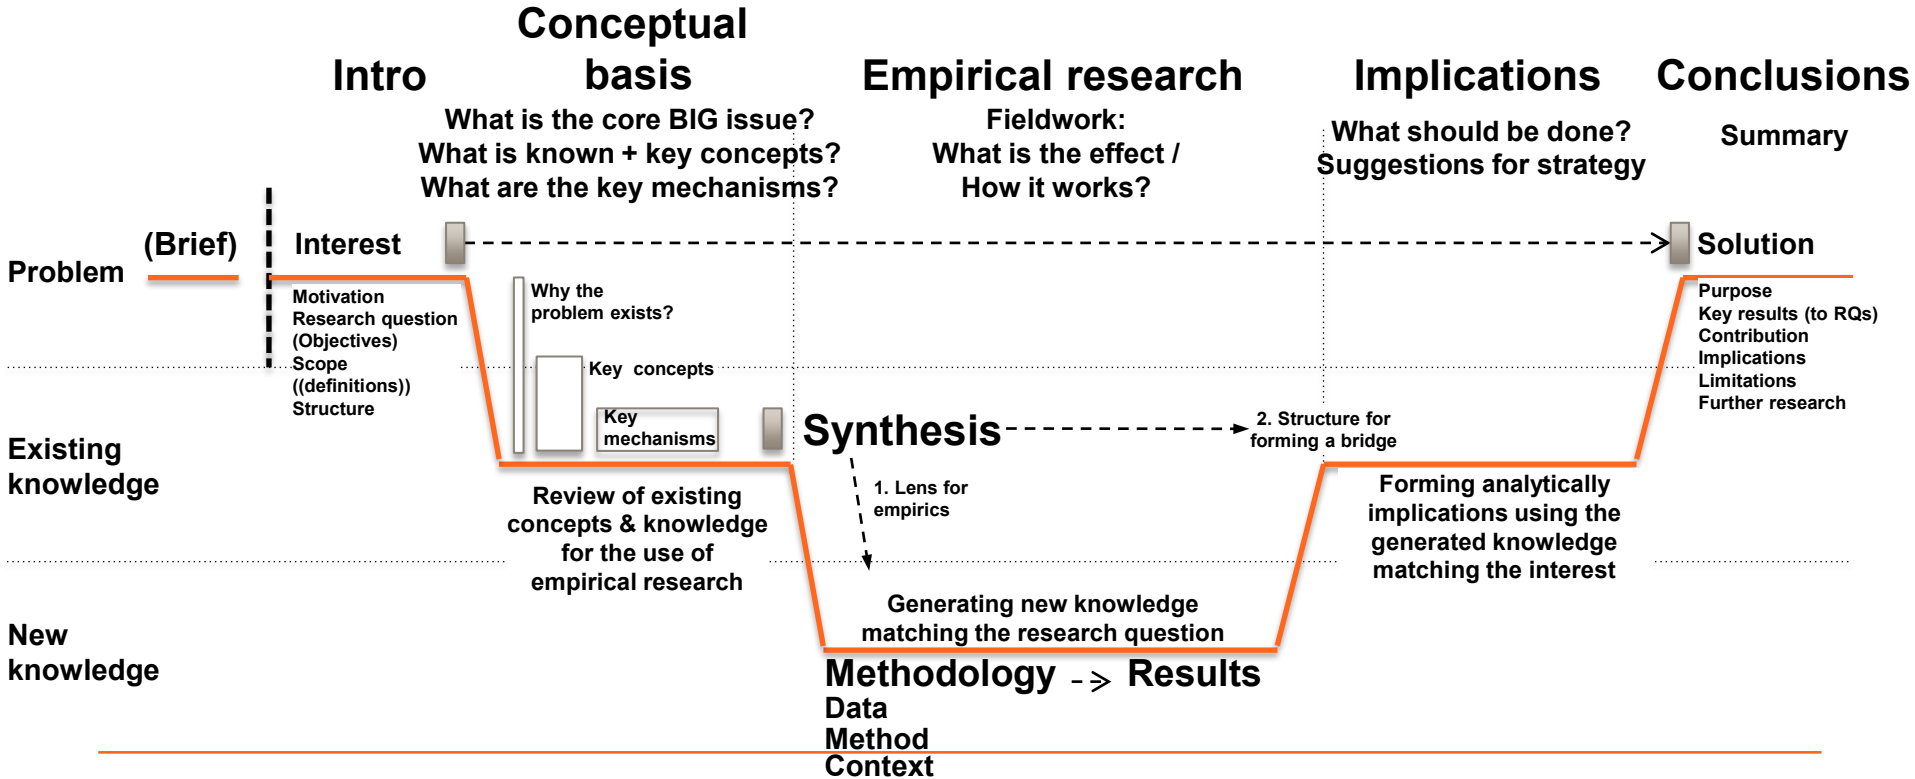 Intro
Conceptual
basis
Empirical research
Implications
Conclusions
What is the core BIG issue?
What is known + key concepts?
What are the key mechanisms?
Fieldwork:
What is the effect /
How it works?
What should be done?
Suggestions for strategy
Summary
Problem
(Brief)
Interest
Solution
Motivation
Research question
(Objectives)
Scope
((definitions))
Structure
Why the
problem exists?
Key concepts
Key
mechanisms
Purpose
Key results (to RQs)
Contribution
Implications
Limitations
Further research
Existing
knowledge
Synthesis
2. Structure for
forming a bridge
1. Lens for
empirics
Review of existing
concepts & knowledge
for the use of
empirical research
Forming analytically
implications using the
generated knowledge
matching the interest
New
knowledge
Generating new knowledge
matching the research question
Methodology
Results
Data
Method
Context